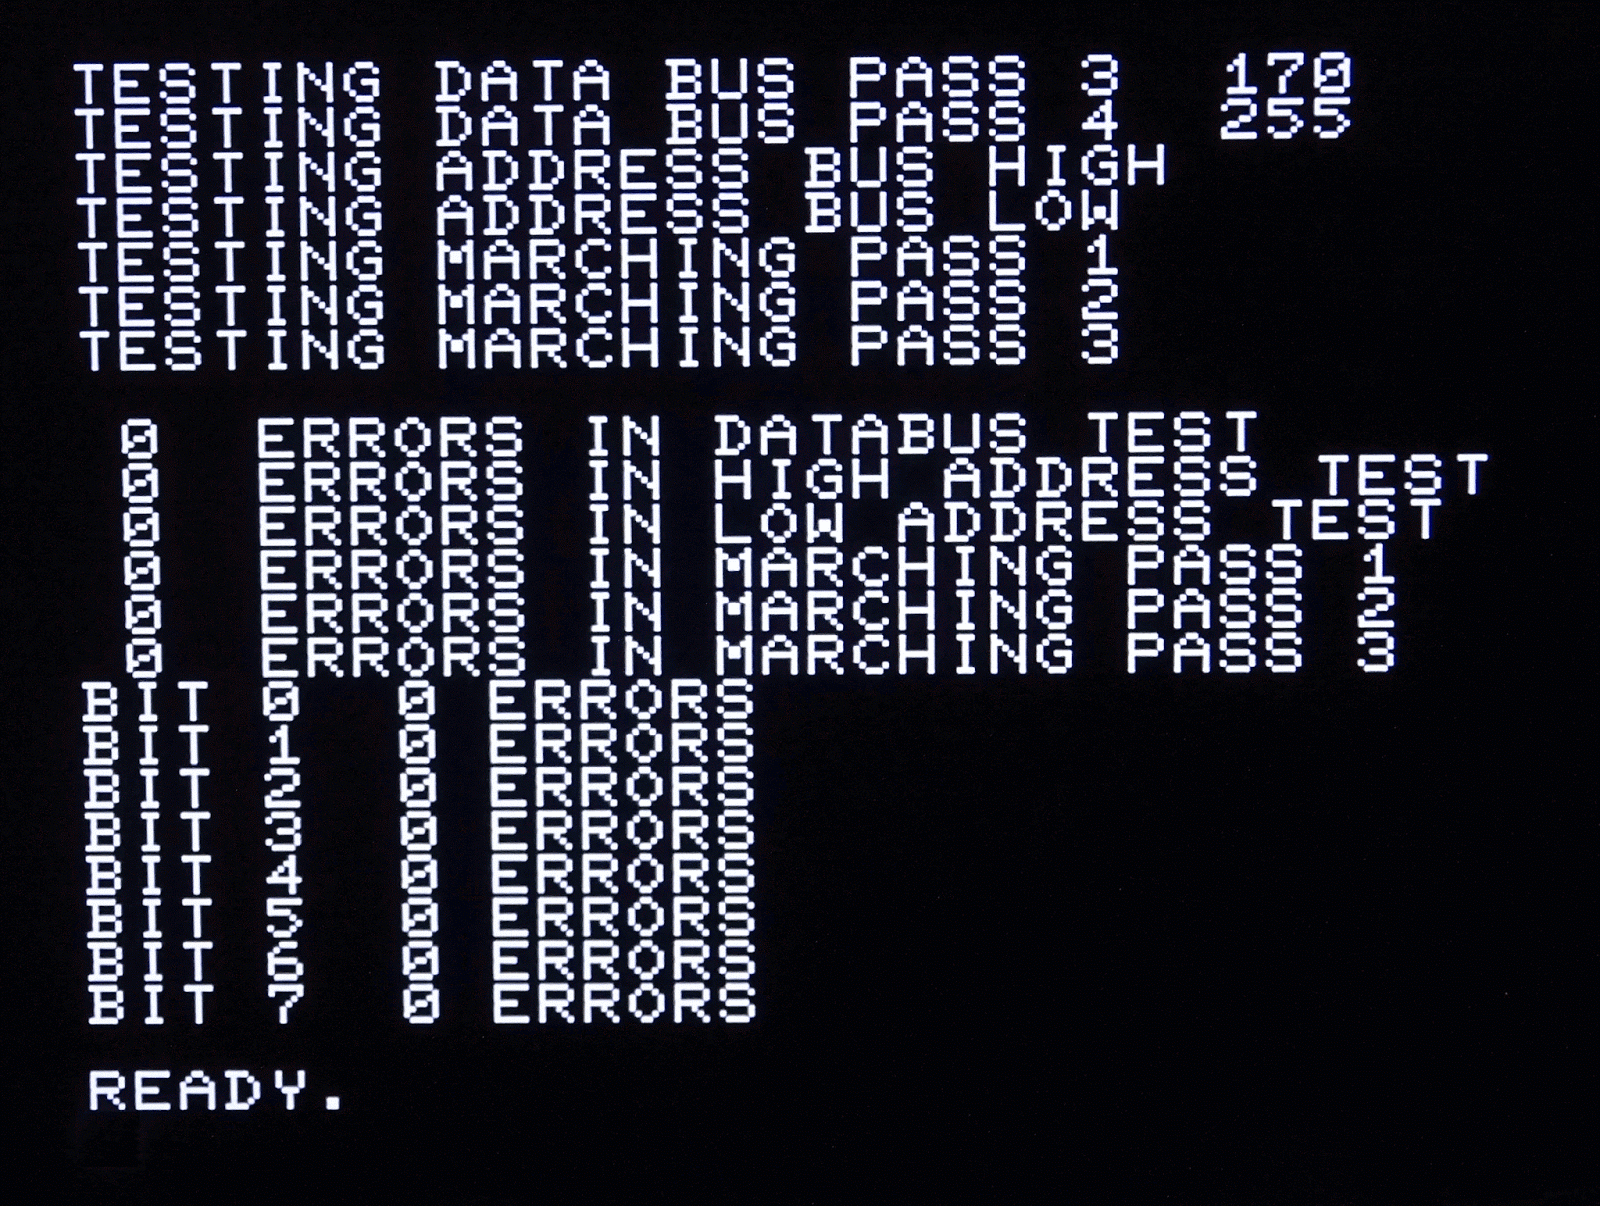 TESTING DATA BUS PASS 3  170
TESTING DATA BUS PASS 4  255
TESTING ADDRESS BUS HIGH
TESTING ADDRESS BUS LOW
TESTING MARCHING PASS 1
TESTING MARCHING PASS 2
TESTING MARCHING PASS 3
0  ERRORS IN DATABUS TEST
0  ERRORS IN HIGH ADDRESS TEST
0  ERRORS IN LOW ADDRESS TEST
0  ERRORS IN MARCHING PASS 1
0  ERRORS IN MARCHING PASS 2
0  ERRORS IN MARCHING PASS 3
BIT 0  0 ERRORS
BIT 1  0 ERRORS
BIT 2  0 ERRORS
BIT 3  0 ERRORS
BIT 4  0 ERRORS
BIT 5  0 ERRORS
BIT 6  0 ERRORS
BIT 7  0 ERRORS
READY.